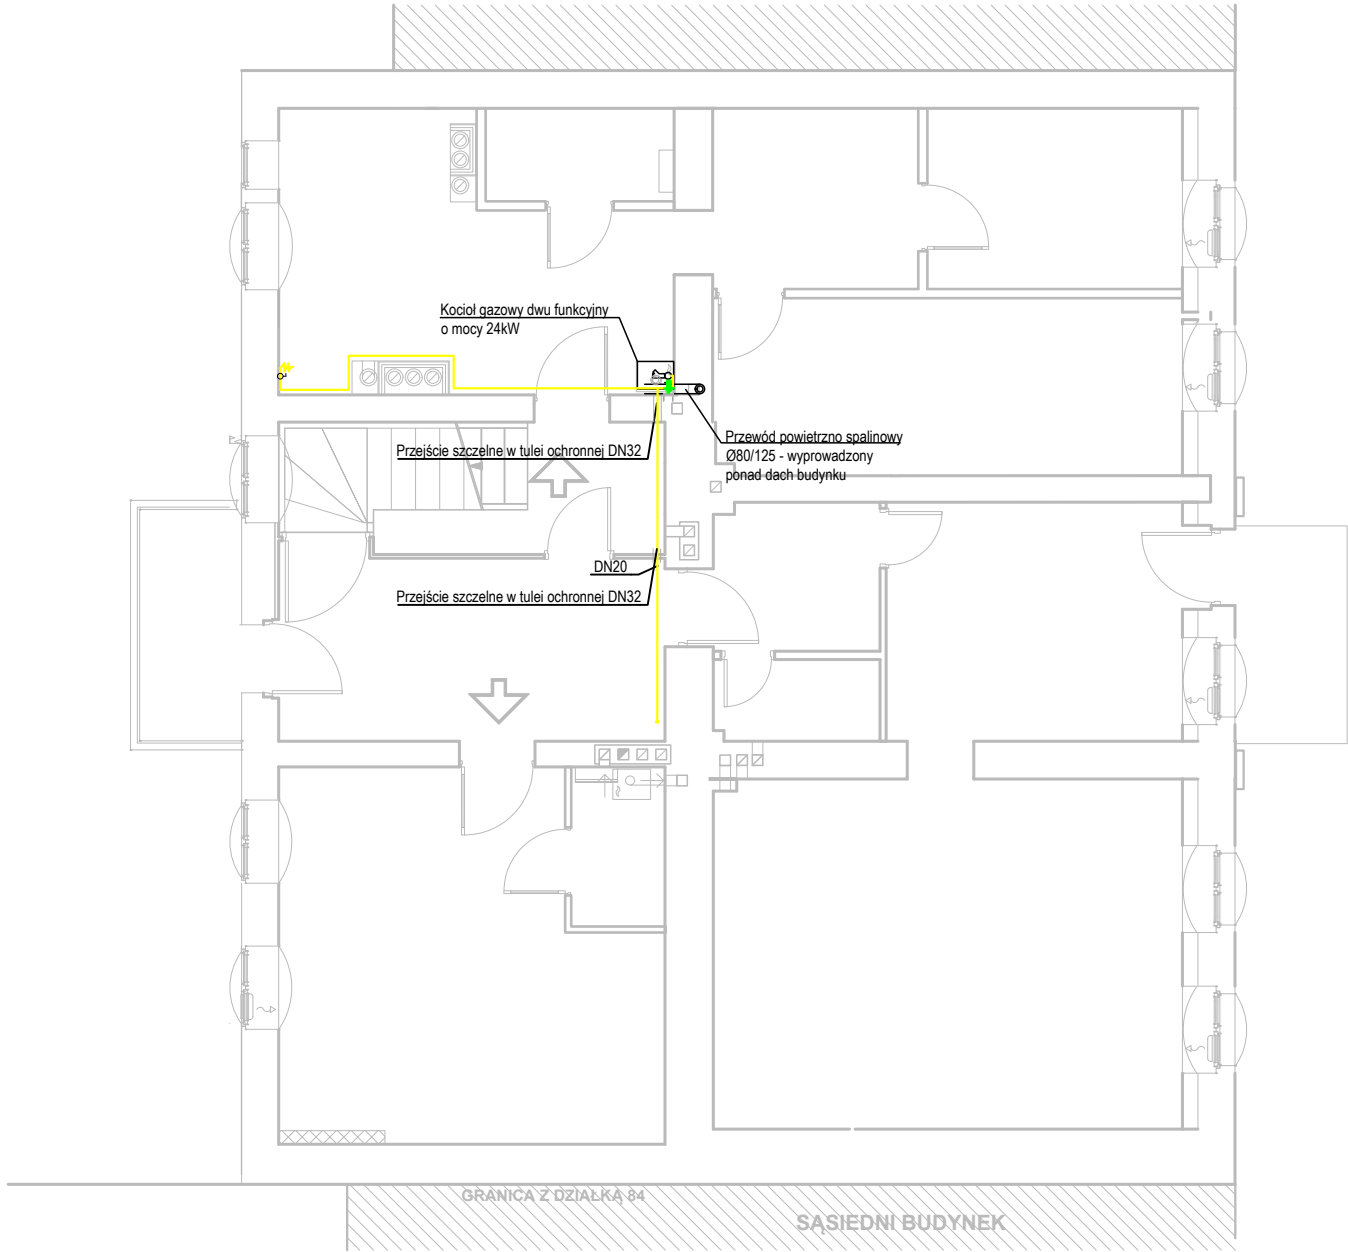 Kocioł gazowy dwu funkcyjny
o mocy 24kW
Przejście szczelne w tulei ochronnej DN32
Przewód powietrzno spalinowy
Ø80/125 - wyprowadzony
ponad dach budynku
DN20
Przejście szczelne w tulei ochronnej DN32
GRANICA Z DZIAŁKĄ 84
SĄSIEDNI BUDYNEK